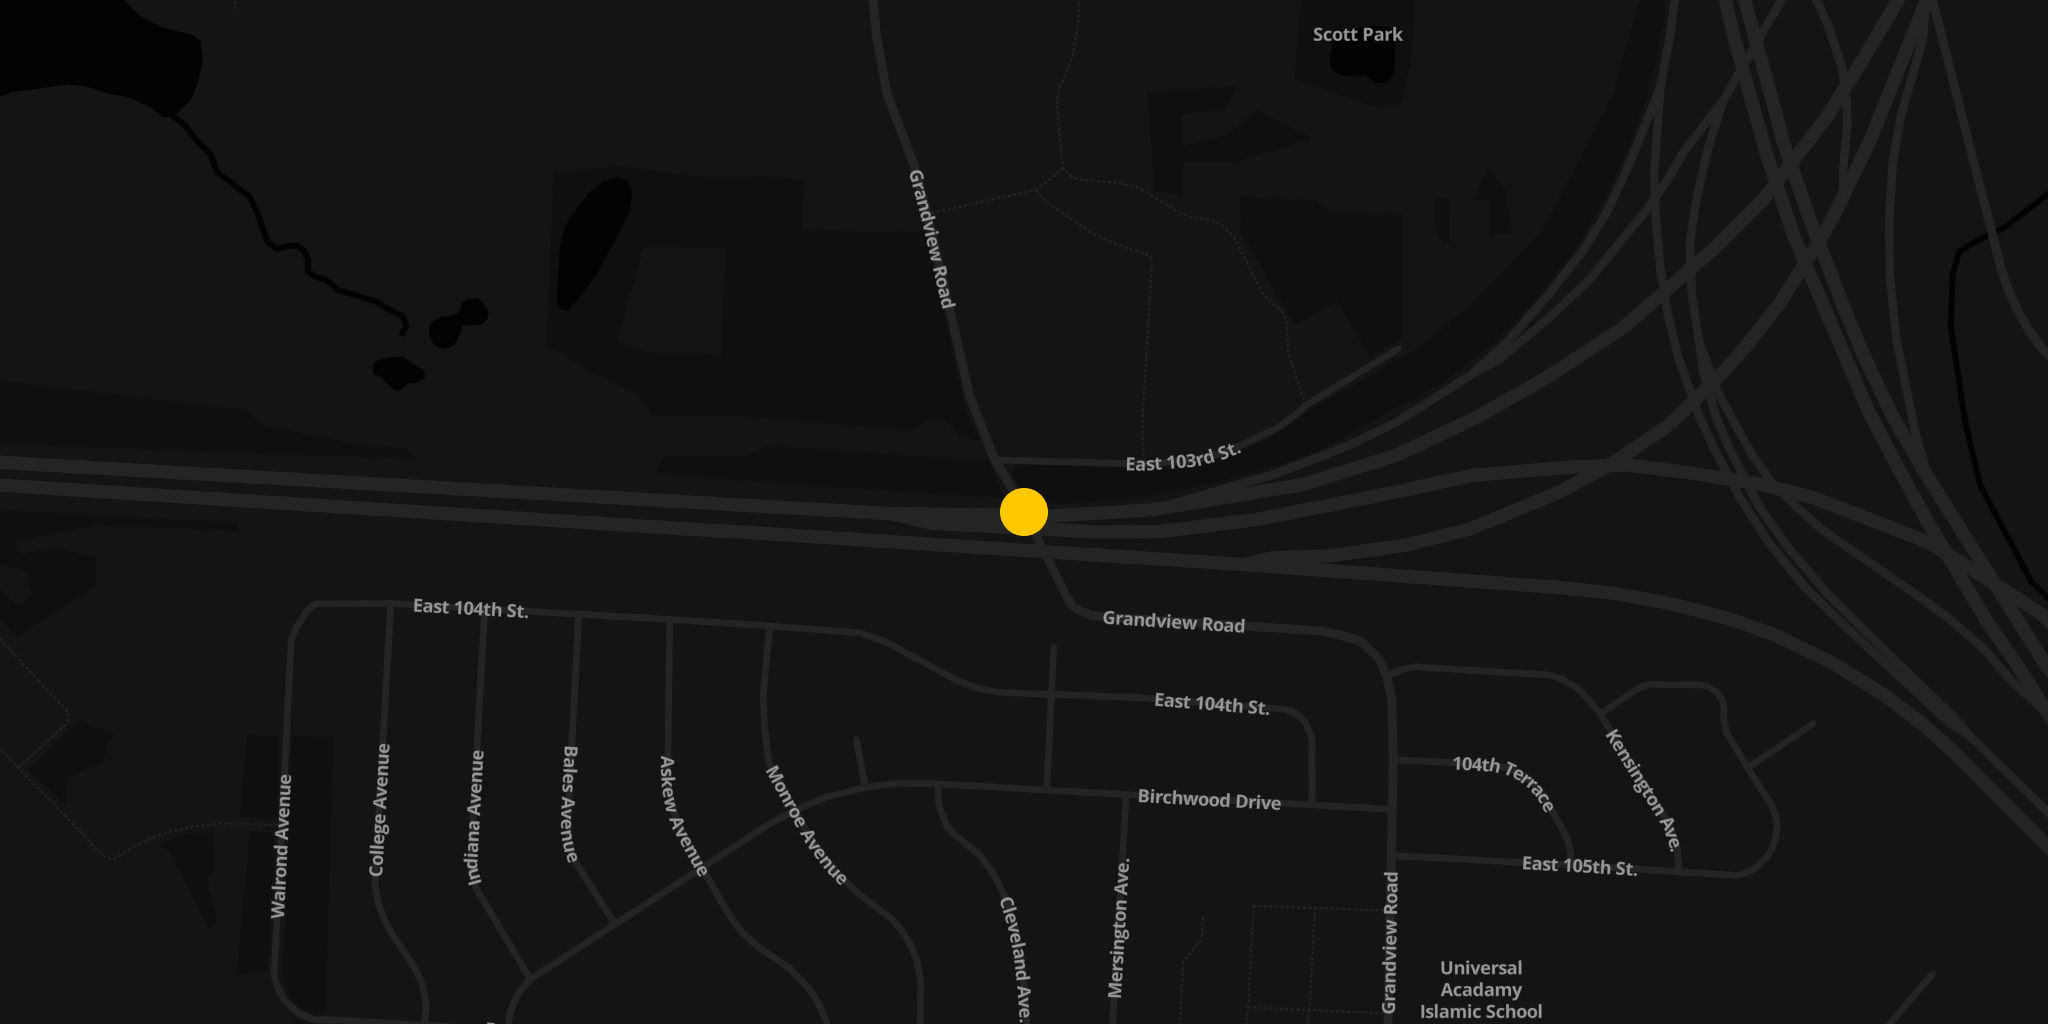 Scott Park
Grandview Road
East 103rd St.
East 104th St.
Grandview Road
East 104th St.
Kensington Ave.
104th Terrace
Walrond Avenue
College Avenue
Indiana Avenue
Bales Avenue
Askew Avenue
Monroe Avenue
Birchwood Drive
East 105th St.
Cleveland Ave.
Mersington Ave.
Grandview Road
Universal
Acadamy
Islamic School